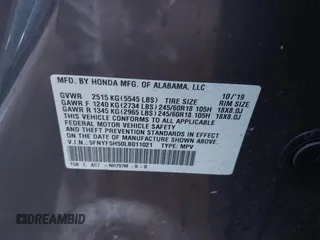 MFD. BY HONDA MFG. OF ALABAMA, LLC 10/'19
GVWR 2515 KG (5545 LBS) TIRE SIZE RIM SIZE
GAWR F 1240 KG (2734 LBS) 245/60R18 105H 18X8.0J
GAWR R 1345 KG (2965 LBS) 245/60R18 105H 18X8.0J
THIS VEHICLE CONFORMS TO ALL APPLICABLE
FEDERAL MOTOR VEHICLE SAFETY AND THEFT
PREVENTION STANDARDS IN EFFECT ON THE
DATE OF MANUFACTURE SHOWN ABOVE.
V.I.N.: 5FNYF5H50LB011021 TYPE: MPV
ACT
AUTOBIDMASTER